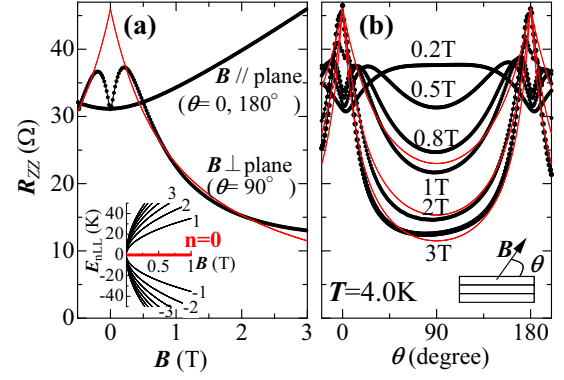 (a)
(b)
R_ZZ (Ω)
50
40
30
20
10
0
B // plane
(θ= 0, 180°)
B⊥plane
(θ= 90°)
E_nLL (K)
40
20
0
-20
-40
3
2
1
n=0
0.5
1
B (T)
-1
-2
-3
0
1
2
3
B (T)
0.2T
0.5T
0.8T
1T
2T
3T
B
θ
T=4.0K
0
90
180
θ (degree)